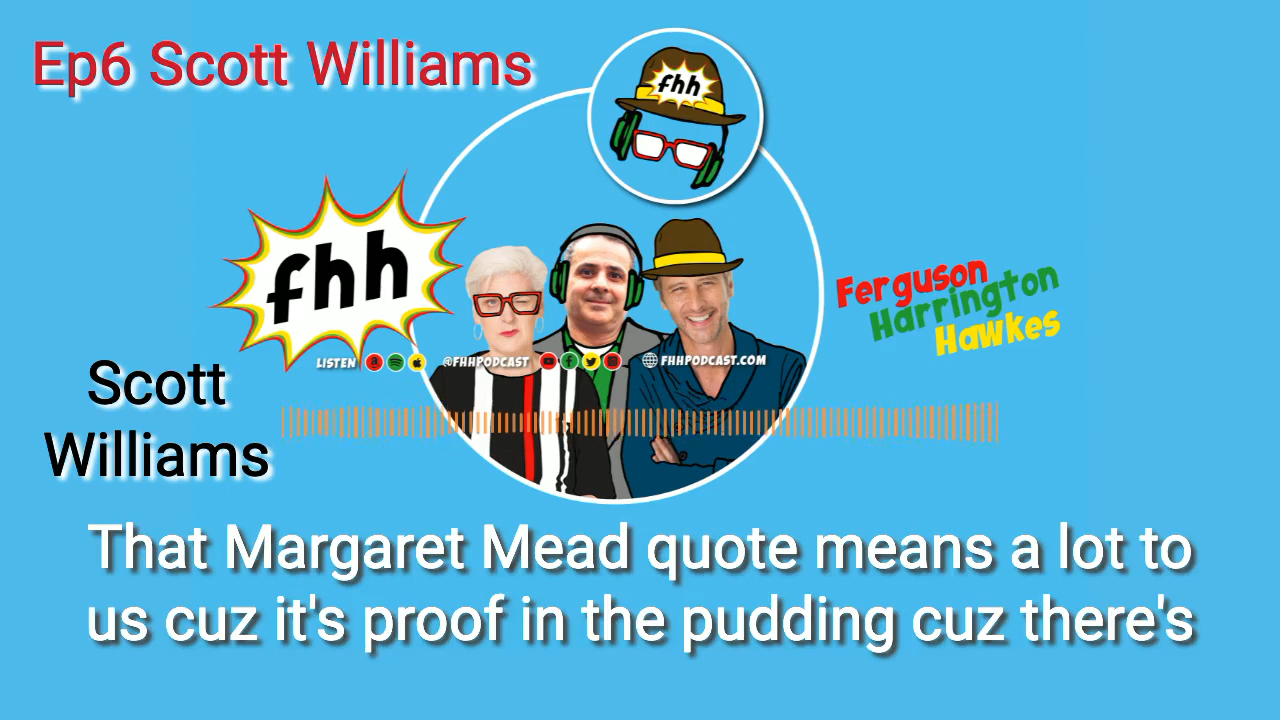 Ep6 Scott Williams
fhh
fhh
Ferguson
Harrington
Hawkes
LISTEN @FHHPODCAST FHHPODCAST.COM
Scott
Williams
That Margaret Mead quote means a lot to
us cuz it's proof in the pudding cuz there's